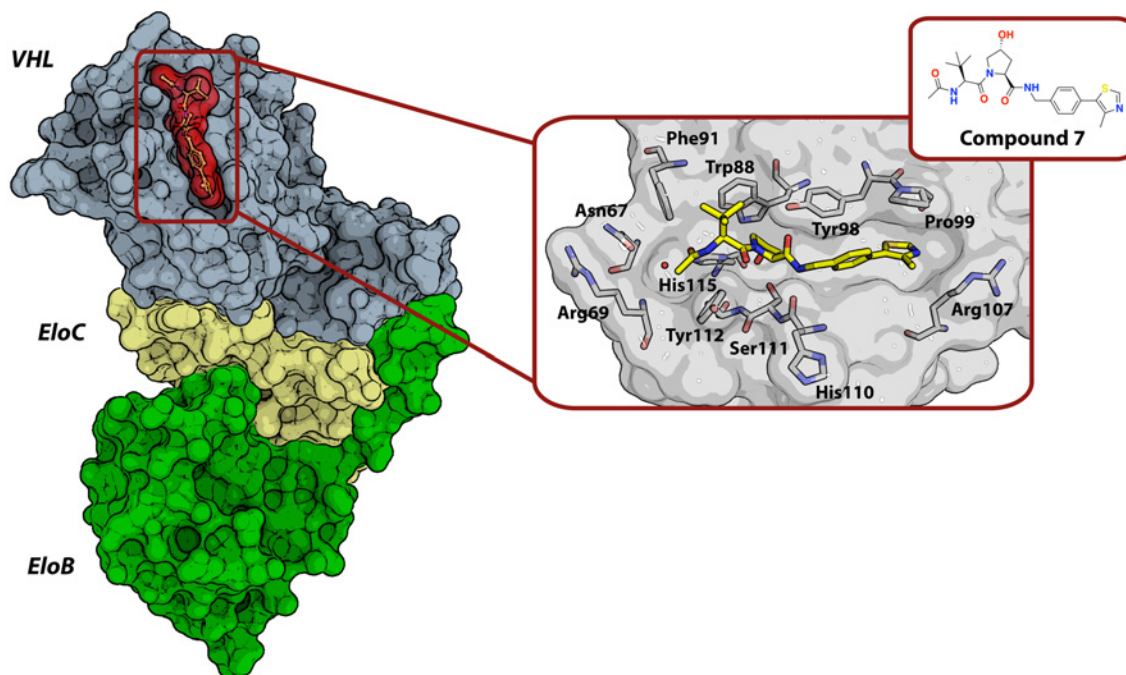 VHL
EloC
EloB
Phe91
Trp88
Asn67
Tyr98
Pro99
His115
Arg69
Tyr112
Ser111
Arg107
His110
OH
O
N
H
O
N
O
NH
S
N
Compound 7